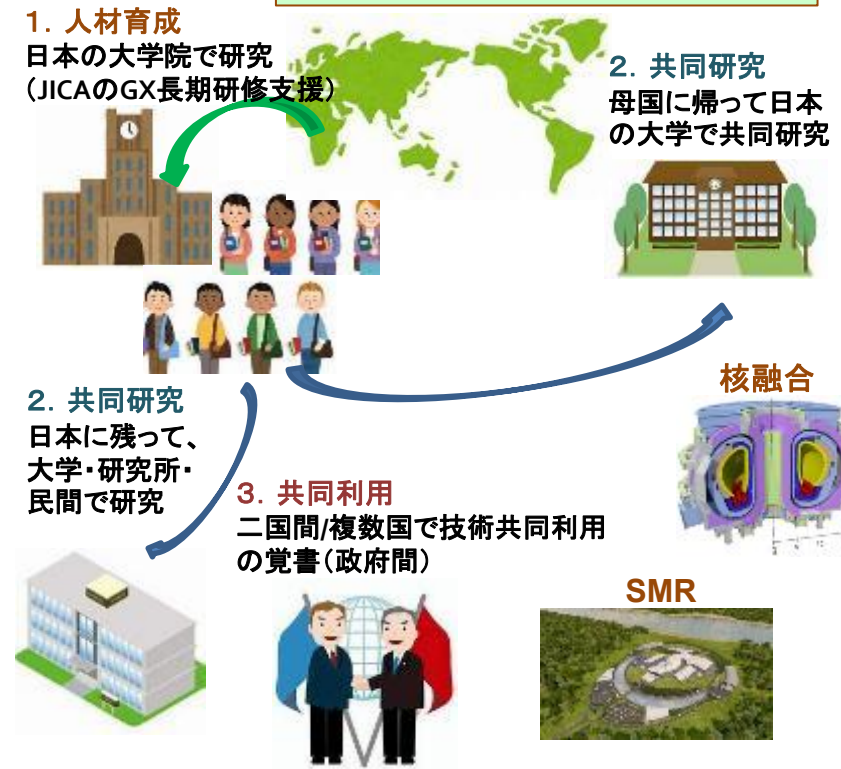 1．人材育成
日本の大学院で研究
（JICAのGX長期研修支援）
2．共同研究
母国に帰って日本
の大学で共同研究
2．共同研究
日本に残って、
大学・研究所・
民間で研究
3．共同利用
二国間/複数国で技術共同利用
の覚書（政府間）
核融合
SMR